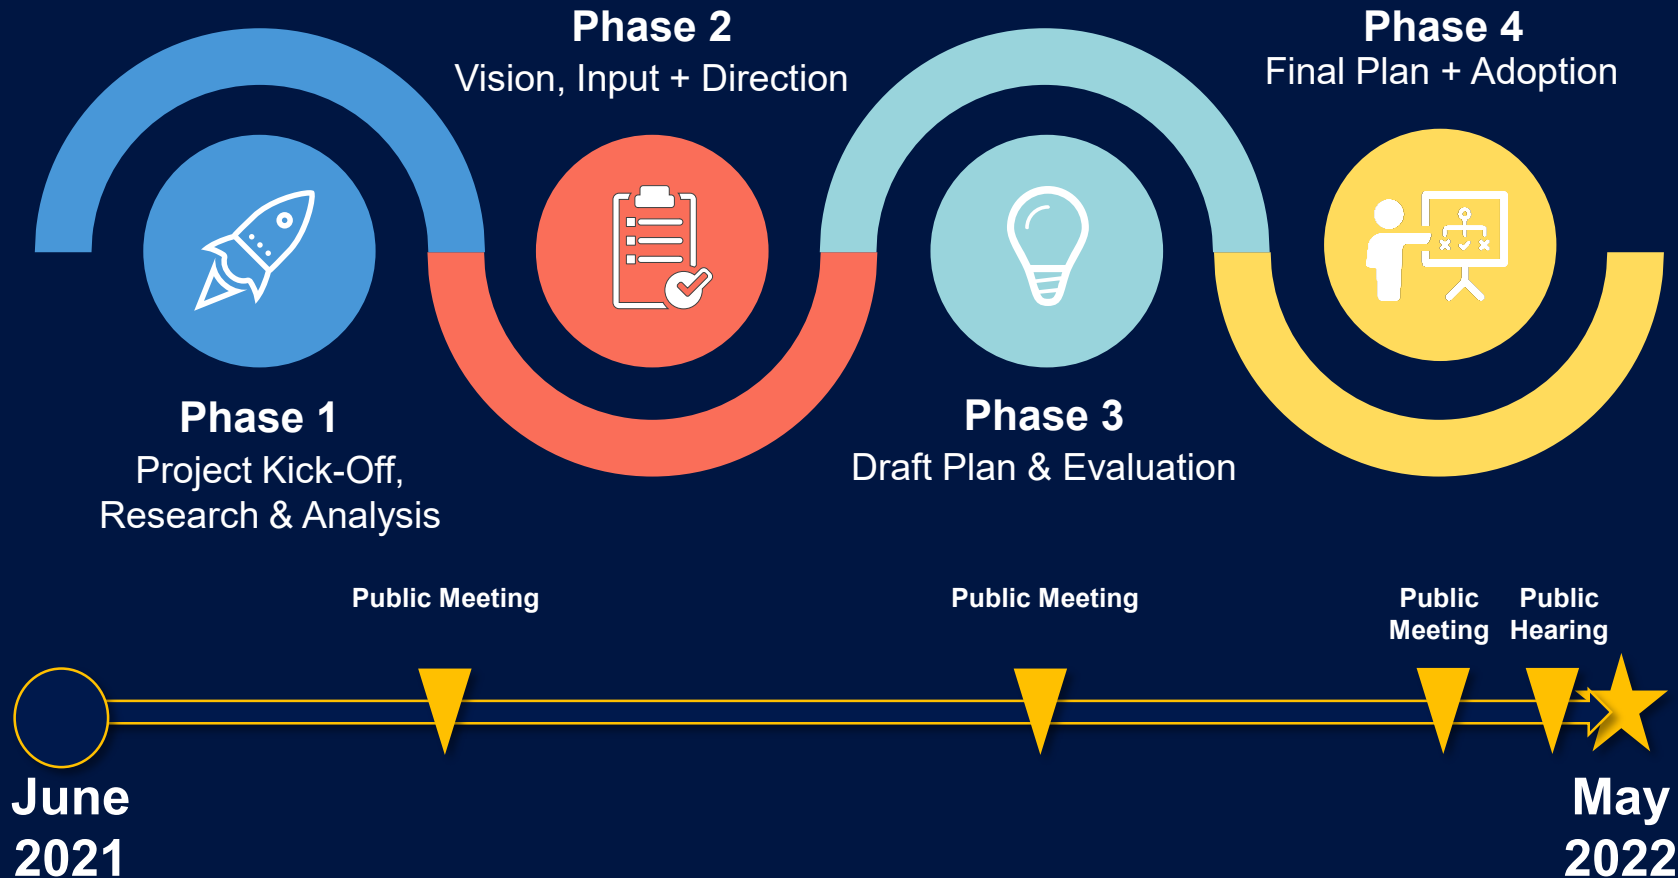 Phase 1
Project Kick-Off,
Research & Analysis
Phase 2
Vision, Input + Direction
Phase 3
Draft Plan & Evaluation
Phase 4
Final Plan + Adoption
Public Meeting
Public Meeting
Public
Meeting
Public
Hearing
June
2021
May
2022